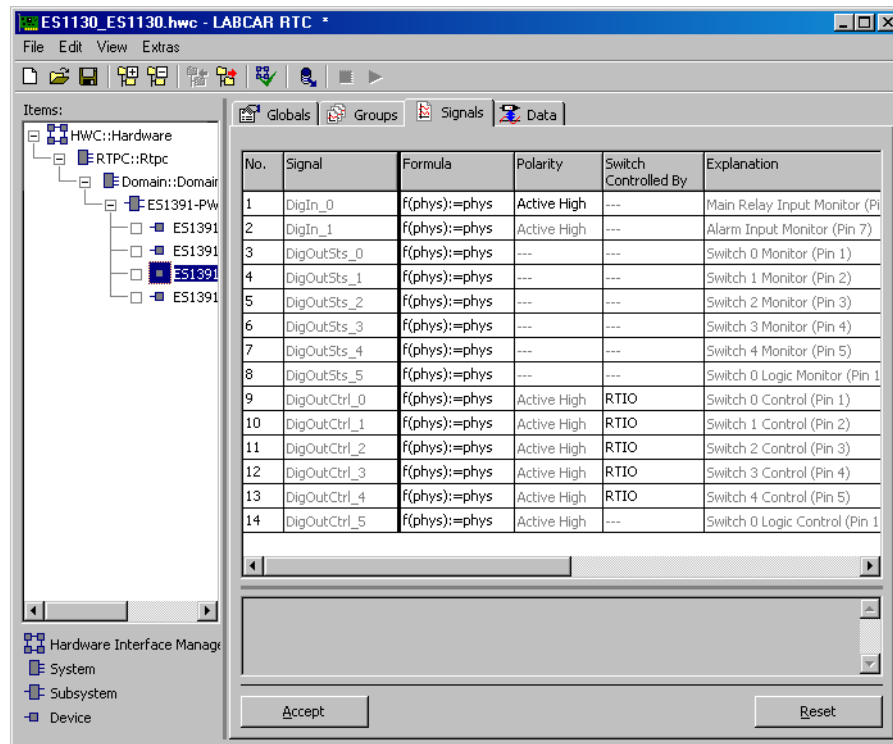 ES1130_ES1130.hwc - LABCAR RTC *
File Edit View Extras
Items:
HWC::Hardware
RTPC::Rtpc
Domain::Domair
ES1391-PW
ES1391
ES1391
ES1391
ES1391
Hardware Interface Manage
System
Subsystem
Device
Globals Groups Signals Data
No. Signal Formula Polarity Switch Controlled By Explanation
1 DigIn_0 f(phys):=phys Active High --- Main Relay Input Monitor (Pi
2 DigIn_1 f(phys):=phys Active High --- Alarm Input Monitor (Pin 7)
3 DigOutSts_0 f(phys):=phys --- --- Switch 0 Monitor (Pin 1)
4 DigOutSts_1 f(phys):=phys --- --- Switch 1 Monitor (Pin 2)
5 DigOutSts_2 f(phys):=phys --- --- Switch 2 Monitor (Pin 3)
6 DigOutSts_3 f(phys):=phys --- --- Switch 3 Monitor (Pin 4)
7 DigOutSts_4 f(phys):=phys --- --- Switch 4 Monitor (Pin 5)
8 DigOutSts_5 f(phys):=phys --- --- Switch 0 Logic Monitor (Pin 1
9 DigOutCtrl_0 f(phys):=phys Active High RTIO Switch 0 Control (Pin 1)
10 DigOutCtrl_1 f(phys):=phys Active High RTIO Switch 1 Control (Pin 2)
11 DigOutCtrl_2 f(phys):=phys Active High RTIO Switch 2 Control (Pin 3)
12 DigOutCtrl_3 f(phys):=phys Active High RTIO Switch 3 Control (Pin 4)
13 DigOutCtrl_4 f(phys):=phys Active High RTIO Switch 4 Control (Pin 5)
14 DigOutCtrl_5 f(phys):=phys Active High --- Switch 0 Logic Control (Pin 1
Accept Reset